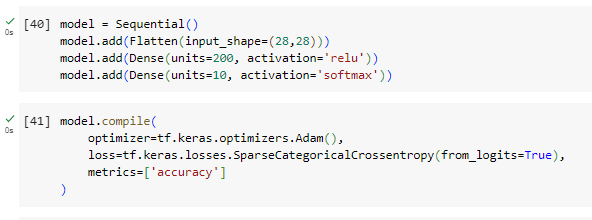 [40] model = Sequential()
model.add(Flatten(input_shape=(28,28)))
model.add(Dense(units=200, activation='relu'))
model.add(Dense(units=10, activation='softmax'))
0s
[41] model.compile(
optimizer=tf.keras.optimizers.Adam(),
loss=tf.keras.losses.SparseCategoricalCrossentropy(from_logits=True),
metrics=['accuracy']
)
0s